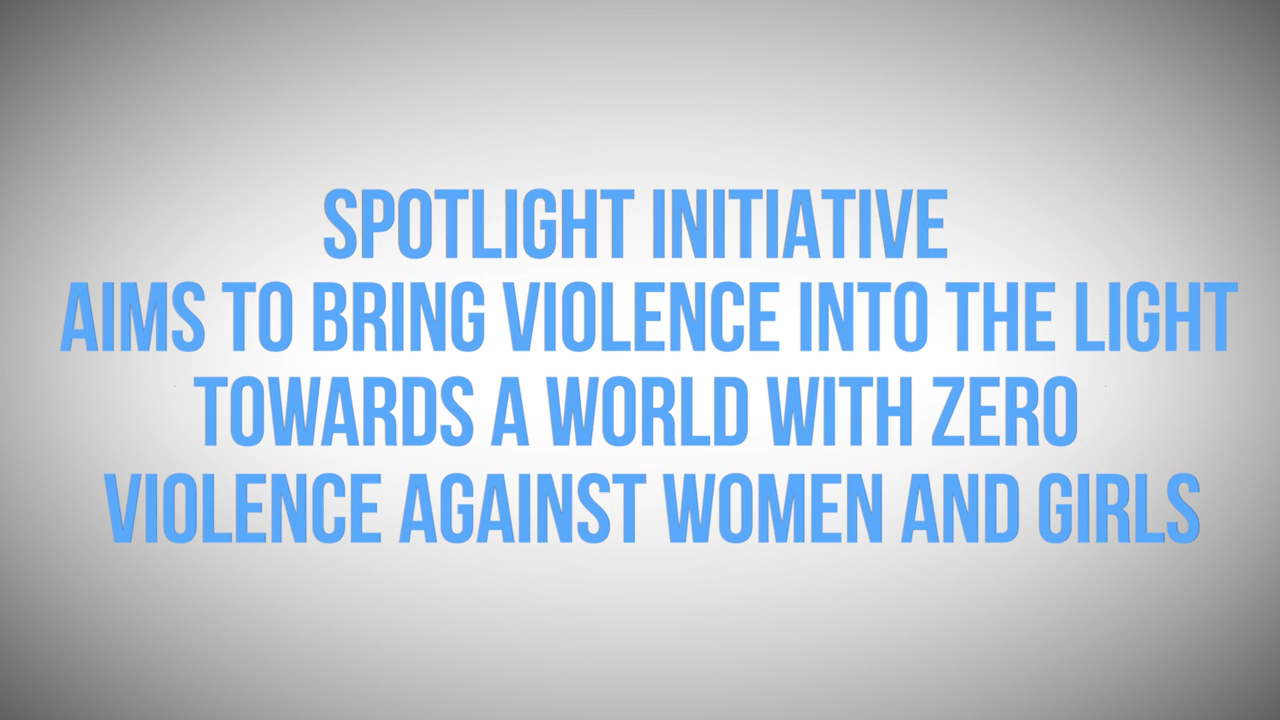 SPOTLIGHT INITIATIVE
AIMS TO BRING VIOLENCE INTO THE LIGHT
TOWARDS A WORLD WITH ZERO
VIOLENCE AGAINST WOMEN AND GIRLS